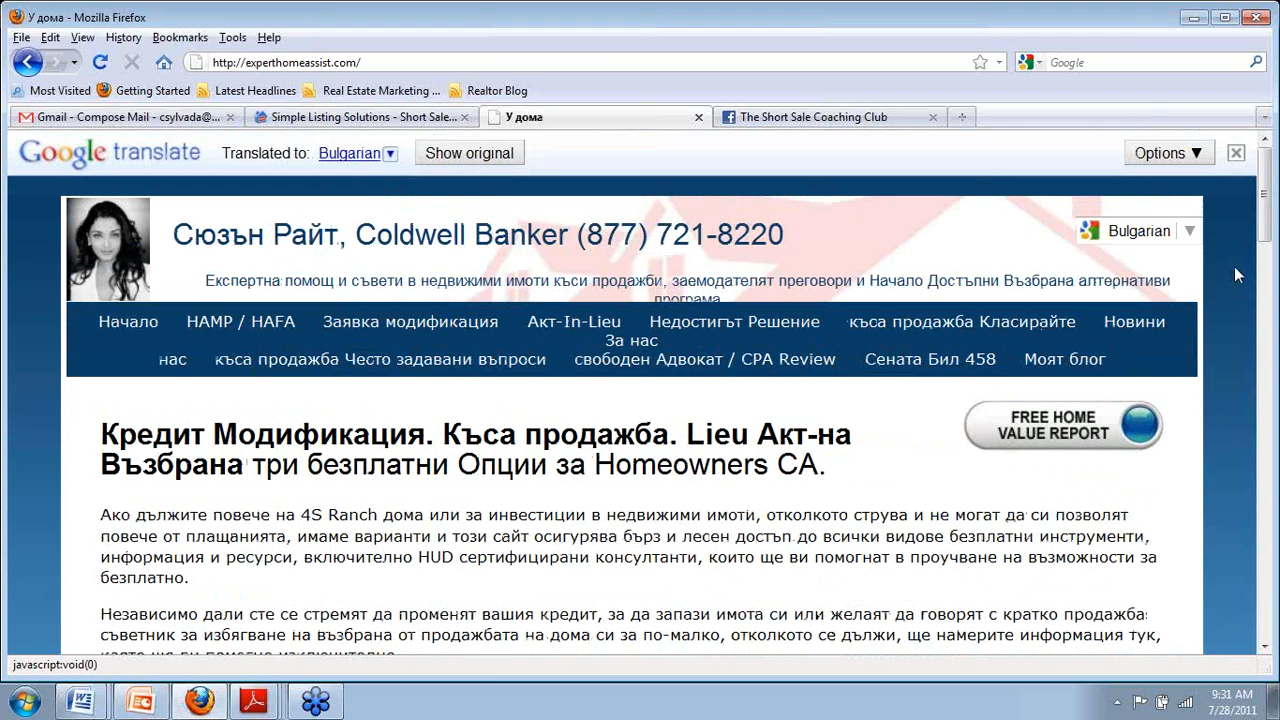 У дома - Mozilla Firefox
File Edit View History Bookmarks Tools Help
http://experthomeassist.com/
Google
Most Visited Getting Started Latest Headlines Real Estate Marketing ... Realtor Blog
Gmail - Compose Mail - csylvada@... Simple Listing Solutions - Short Sale... У дома The Short Sale Coaching Club
Google translate Translated to: Bulgarian Show original Options ▼
Сюзън Райт, Coldwell Banker (877) 721-8220
Bulgarian
Експертна помощ и съвети в недвижими имоти къси продажби, заемодателят преговори и Начало Достъпни Възбрана алтернативи
програма
Начало HAMP / HAFA Заявка модификация Акт-In-Lieu Недостигът Решение къса продажба Класирайте Новини
За нас
нас къса продажба Често задавани въпроси свободен Адвокат / CPA Review Сената Бил 458 Моят блог
FREE HOME
VALUE REPORT
Кредит Модификация. Къса продажба. Lieu Акт-на
Възбрана три безплатни Опции за Homeowners CA.
Ако дължите повече на 4S Ranch дома или за инвестиции в недвижими имоти, отколкото струва и не могат да си позволят
повече от плащанията, имаме варианти и този сайт осигурява бърз и лесен достъп до всички видове безплатни инструменти,
информация и ресурси, включително HUD сертифицирани консултанти, които ще ви помогнат в проучване на възможности за
безплатно.
Независимо дали сте се стремят да променят вашия кредит, за да запази имота си или желаят да говорят с кратко продажба
съветник за избягване на възбрана от продажбата на дома си за по-малко, отколкото се дължи, ще намерите информация тук,
javascript:void(0)
9:31 AM
7/28/2011